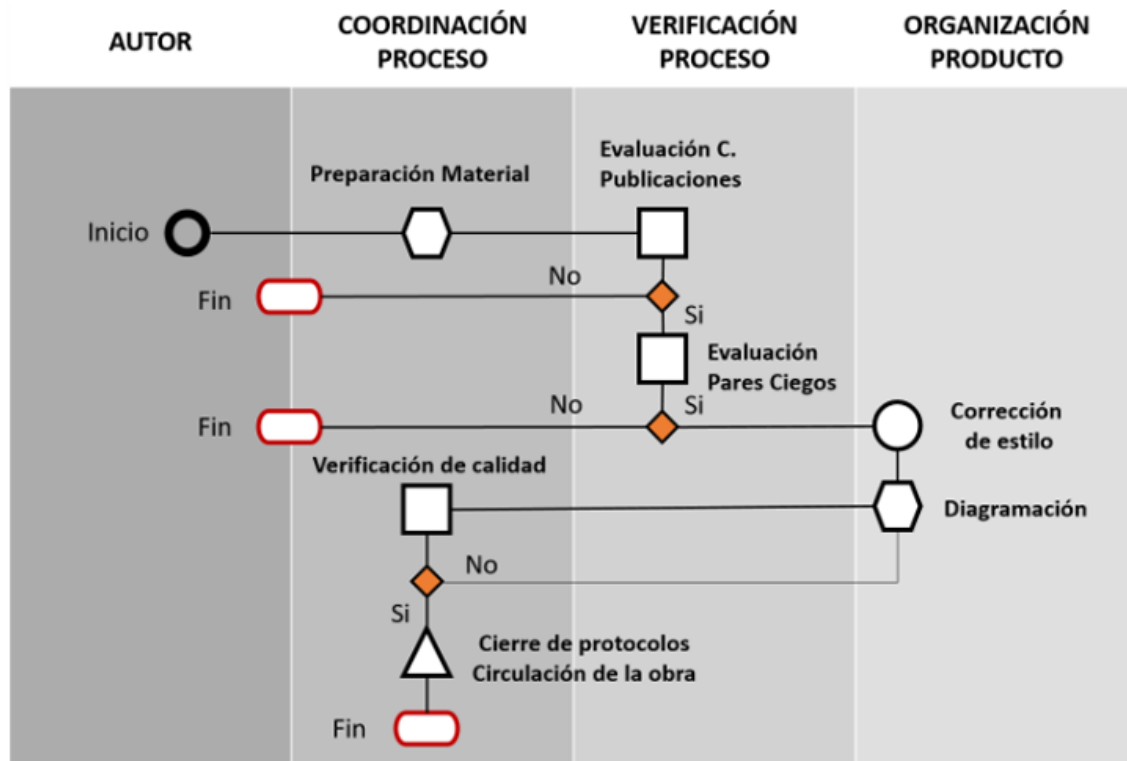 AUTOR
COORDINACIÓN
PROCESO
VERIFICACIÓN
PROCESO
ORGANIZACIÓN
PRODUCTO
Preparación Material
Evaluación C.
Publicaciones
Inicio
No
Fin
Si
Evaluación
Pares Ciegos
No
Si
Fin
Corrección
de estilo
Verificación de calidad
Diagramación
No
Si
Cierre de protocolos
Circulación de la obra
Fin